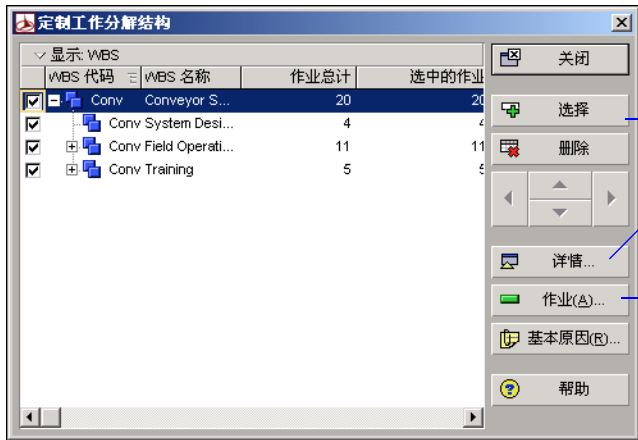 定制工作分解结构
显示: WBS
WBS 代码 WBS 名称 作业总计 选中的作业
Conv Conveyor S... 20 20
Conv System Desi... 4
Conv Field Operati... 11 11
Conv Training 5
关闭
选择
删除
详情...
作业(A)...
基本原因(R)...
帮助